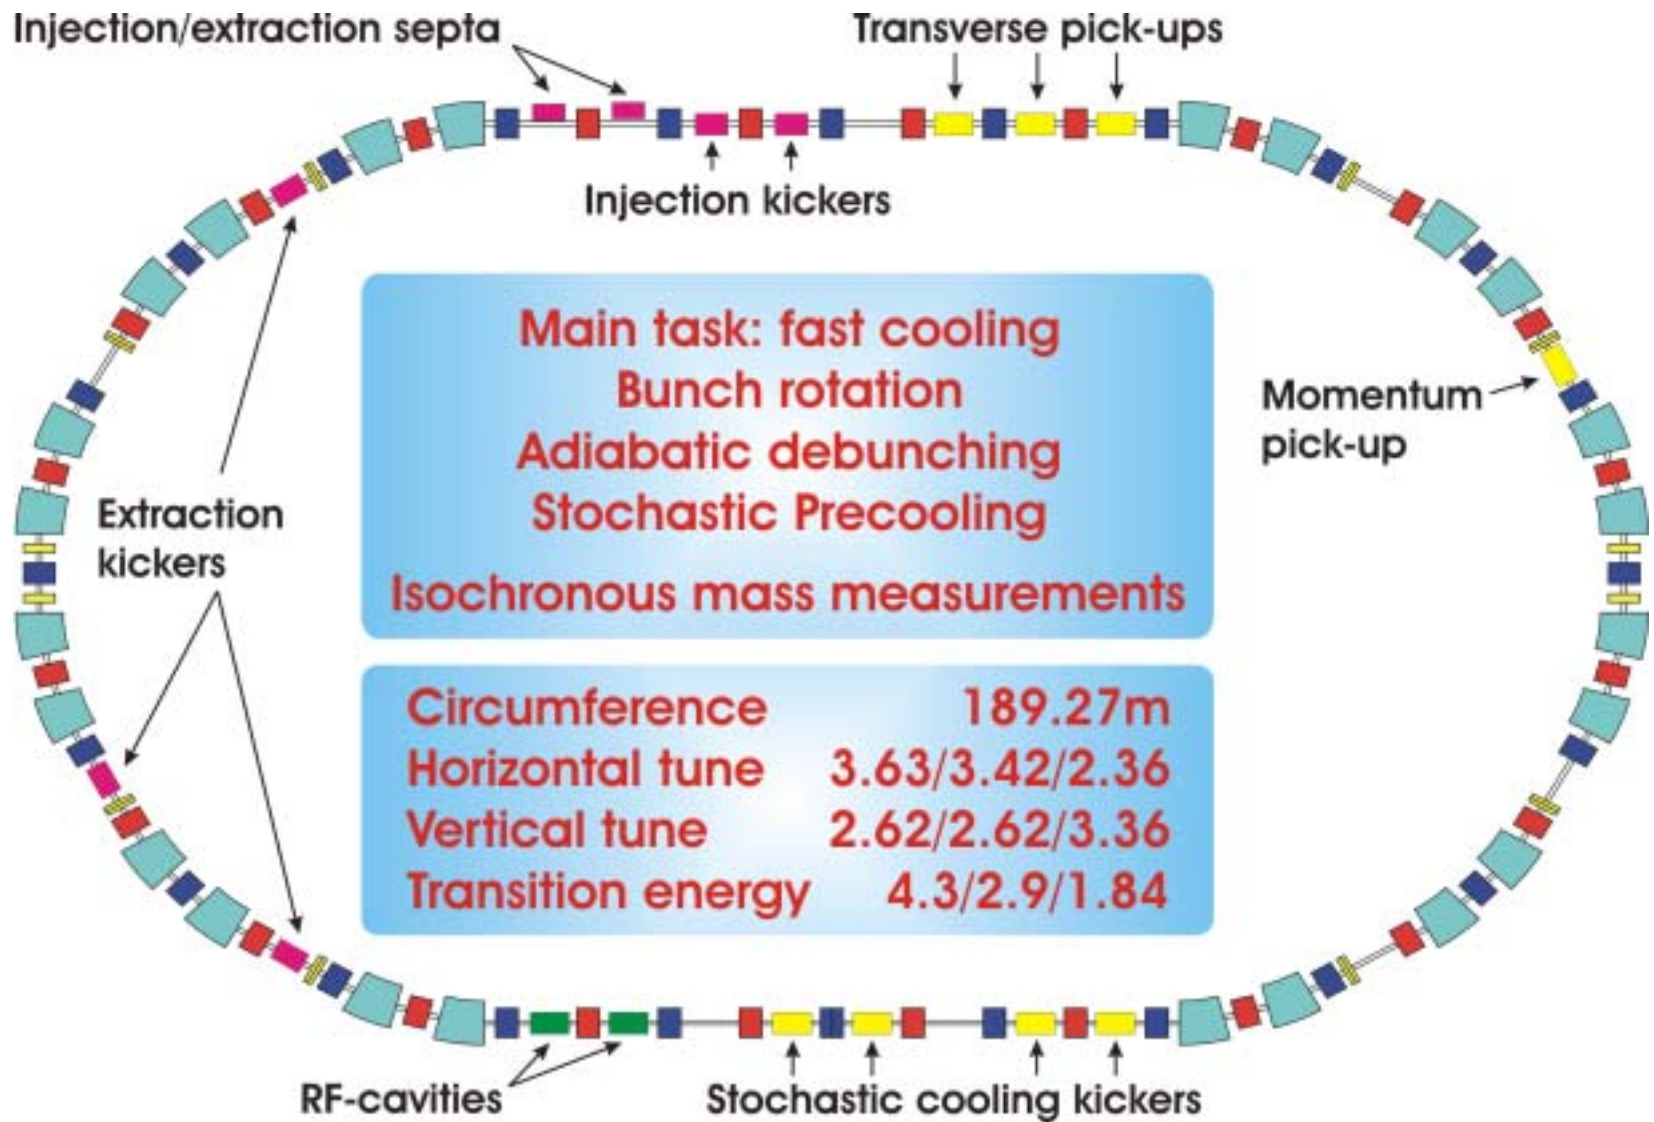 Injection/extraction septa
Transverse pick-ups
Injection kickers
Main task: fast cooling
Bunch rotation
Adiabatic debunching
Stochastic Precooling
Isochronous mass measurements
Momentum
pick-up
Extraction
kickers
Circumference 189.27m
Horizontal tune 3.63/3.42/2.36
Vertical tune 2.62/2.62/3.36
Transition energy 4.3/2.9/1.84
RF-cavities
Stochastic cooling kickers